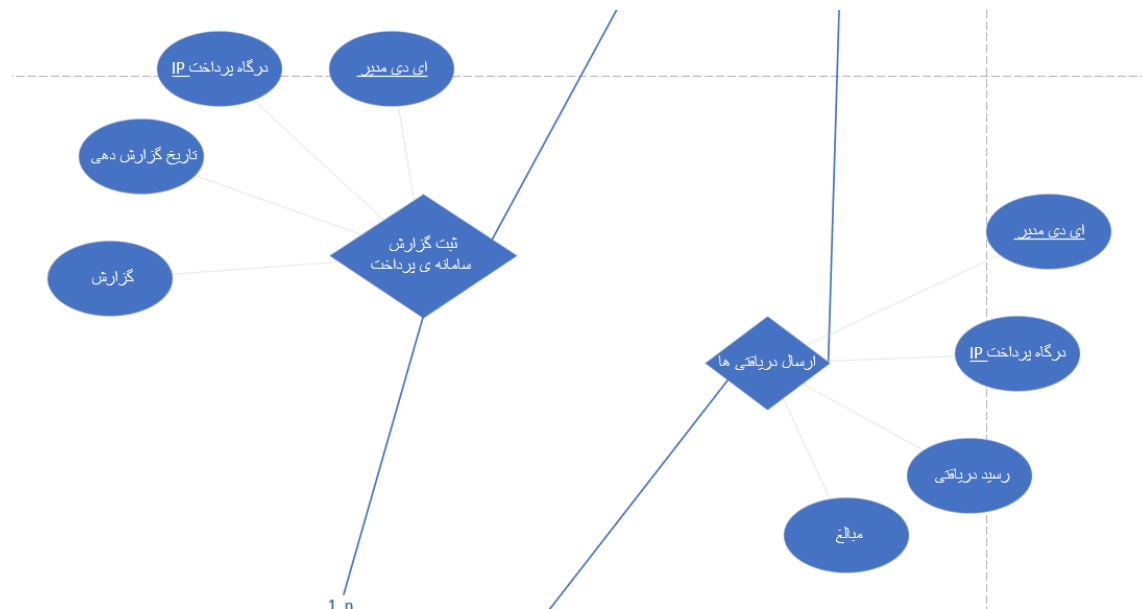 ای دی مدیر
درگاه پرداخت IP
تاریخ گزارش دهی
گزارش
ثبت گزارش
سامانه ی پرداخت
ای دی مدیر
درگاه پرداخت IP
ارسال دریافتی ها
رسید دریافتی
مبالغ